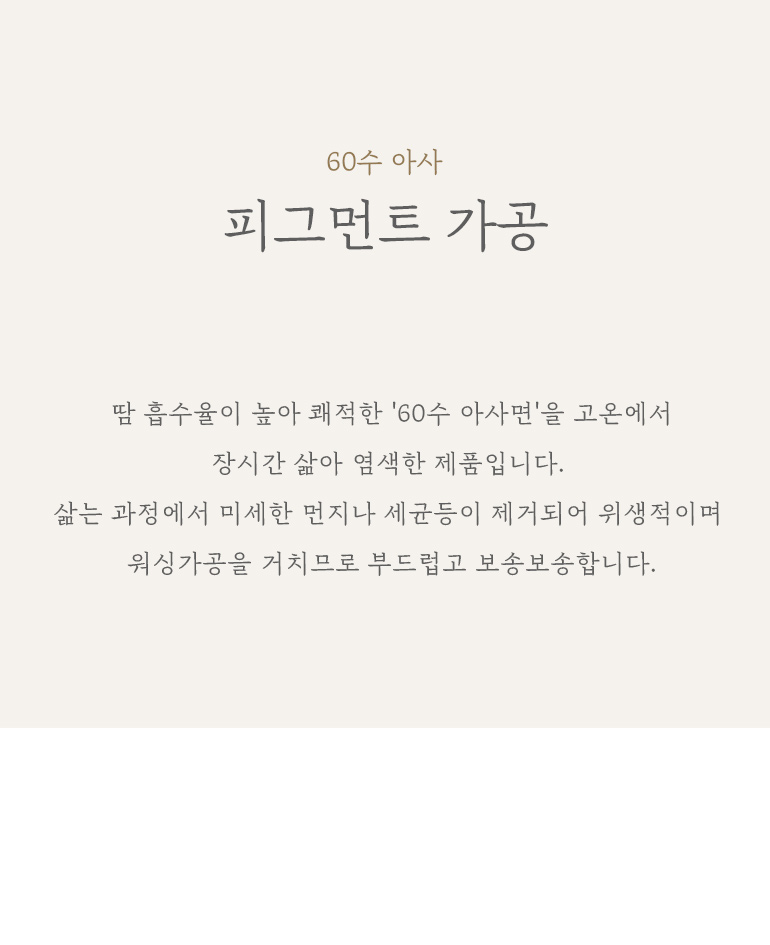 60수 아사
피그먼트 가공
땀 흡수율이 높아 쾌적한 '60수 아사면'을 고온에서
장시간 삶아 염색한 제품입니다.
삶는 과정에서 미세한 먼지나 세균등이 제거되어 위생적이며
워싱가공을 거치므로 부드럽고 보송보송합니다.